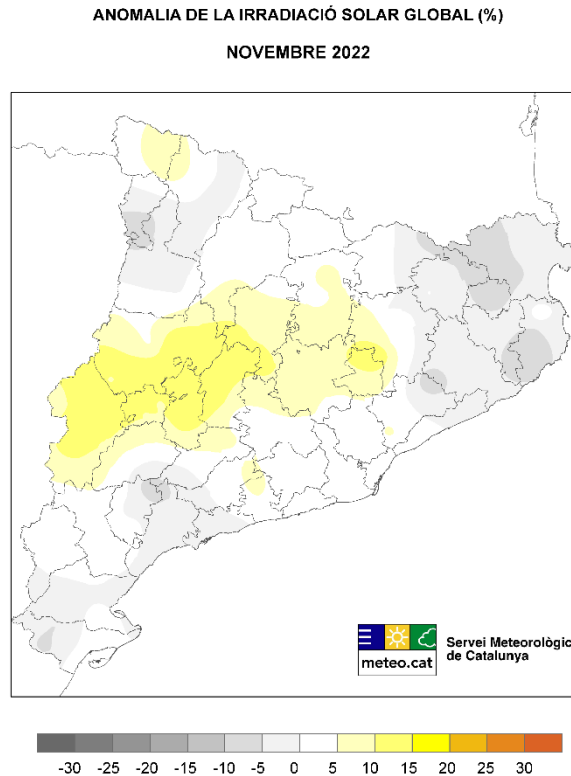 ANOMALIA DE LA IRRADIACIÓ SOLAR GLOBAL (%)
NOVEMBRE 2022
meteo.cat
Servei Meteorològic
de Catalunya
-30 -25 -20 -15 -10 -5 0 5 10 15 20 25 30